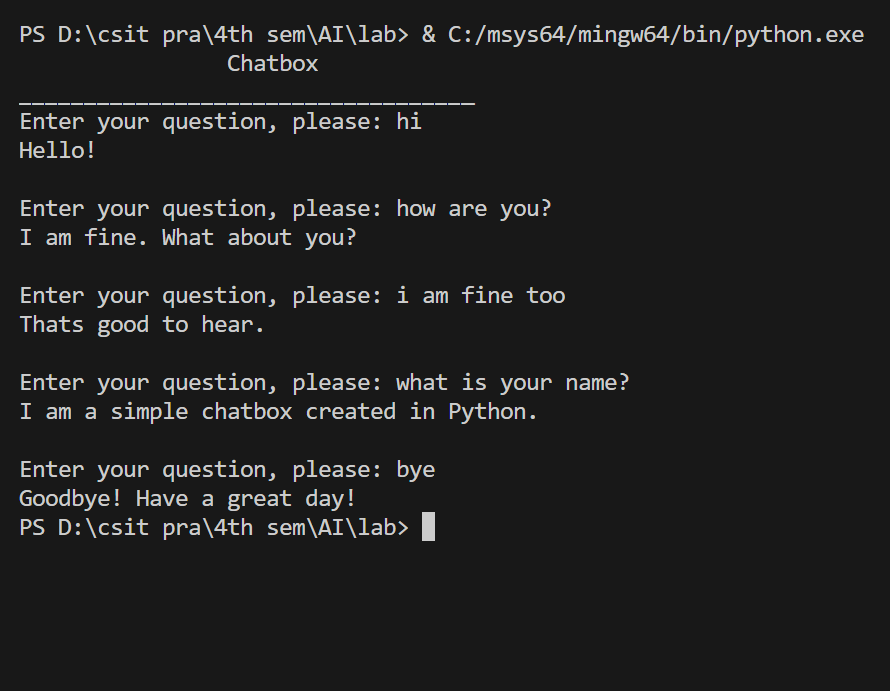 PS D:\csit pra\4th sem\AI\lab> & C:/msys64/mingw64/bin/python.exe
Chatbox
___________________________________
Enter your question, please: hi
Hello!
Enter your question, please: how are you?
I am fine. What about you?
Enter your question, please: i am fine too
Thats good to hear.
Enter your question, please: what is your name?
I am a simple chatbox created in Python.
Enter your question, please: bye
Goodbye! Have a great day!
PS D:\csit pra\4th sem\AI\lab>